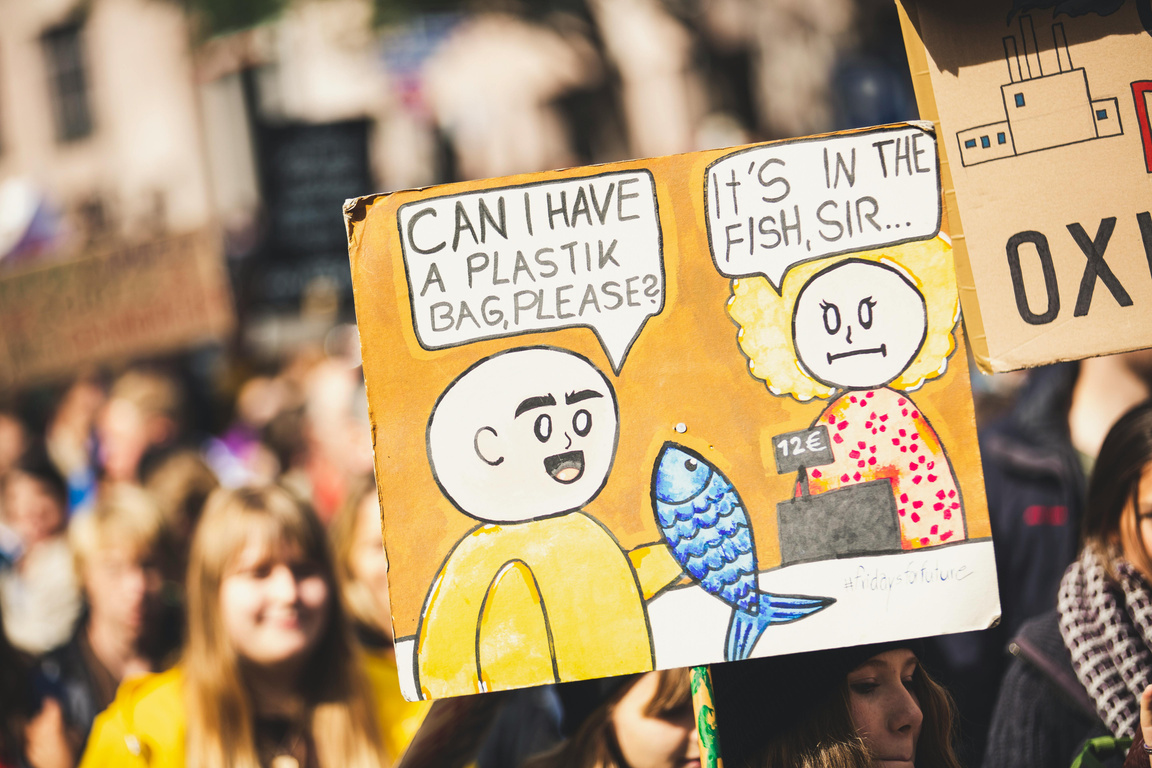 CAN I HAVE
A PLASTIK
BAG, PLEASE?
It'S IN THE
FISH, SIR...
12€
#fridaysforfuture
OXI